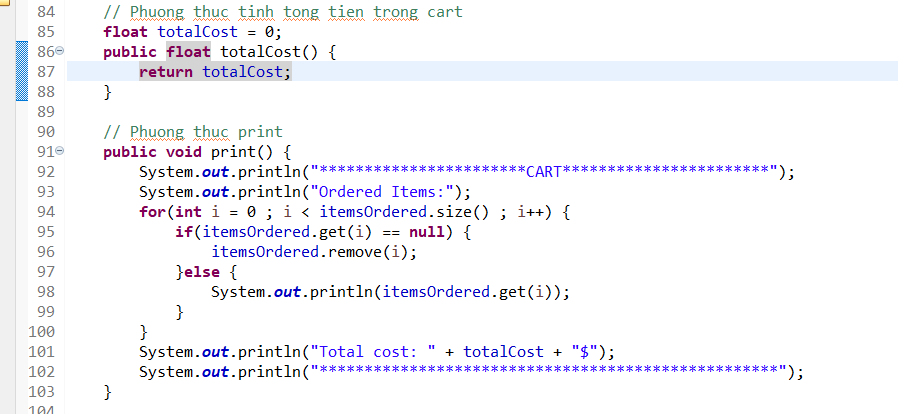 84 // Phuong thuc tinh tong tien trong cart
85 float totalCost = 0;
86 public float totalCost() {
87 return totalCost;
88 }
89
90 // Phuong thuc print
91 public void print() {
92 System.out.println("***********************CART***********************");
93 System.out.println("Ordered Items:");
94 for(int i = 0 ; i < itemsOrdered.size() ; i++) {
95 if(itemsOrdered.get(i) == null) {
96 itemsOrdered.remove(i);
97 }else {
98 System.out.println(itemsOrdered.get(i));
99 }
100 }
101 System.out.println("Total cost: " + totalCost + "$");
102 System.out.println("***************************************************");
103 }
104